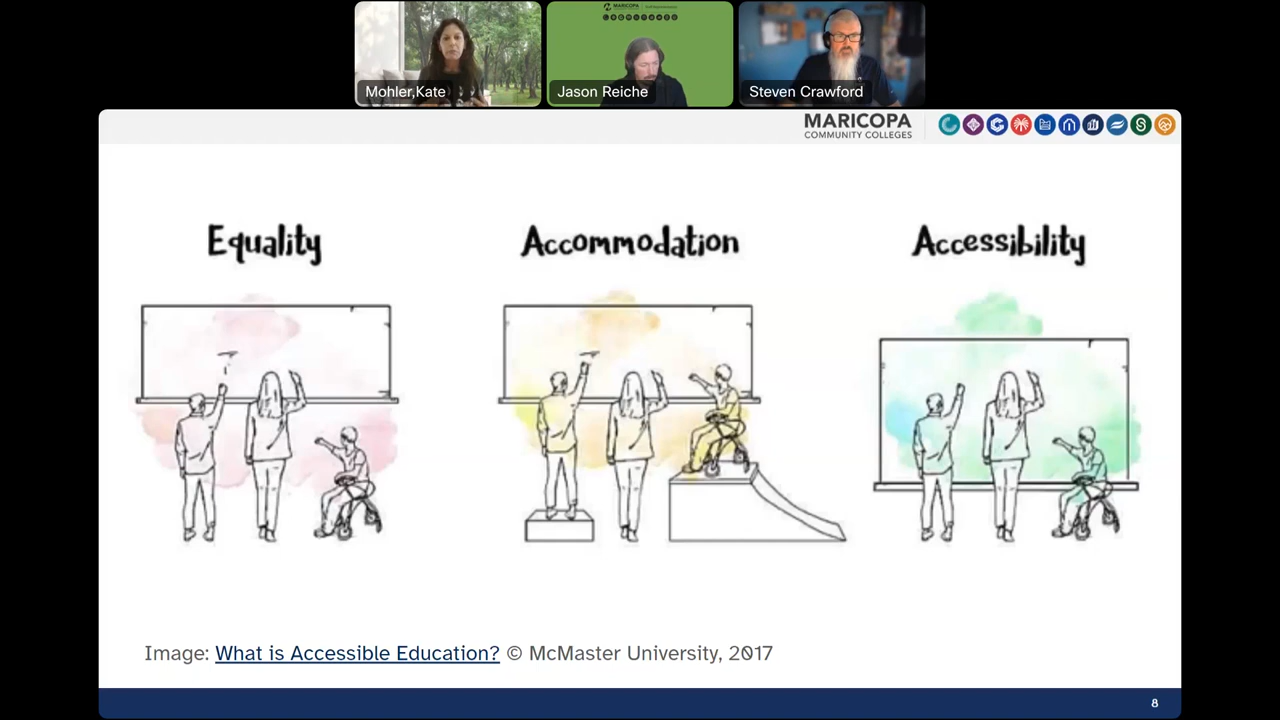 MARICOPA
Mohler,Kate
Jason Reiche
Steven Crawford
MARICOPA
COMMUNITY COLLEGES
Equality
Accommodation
Accessibility
Image: What is Accessible Education? © McMaster University, 2017
8